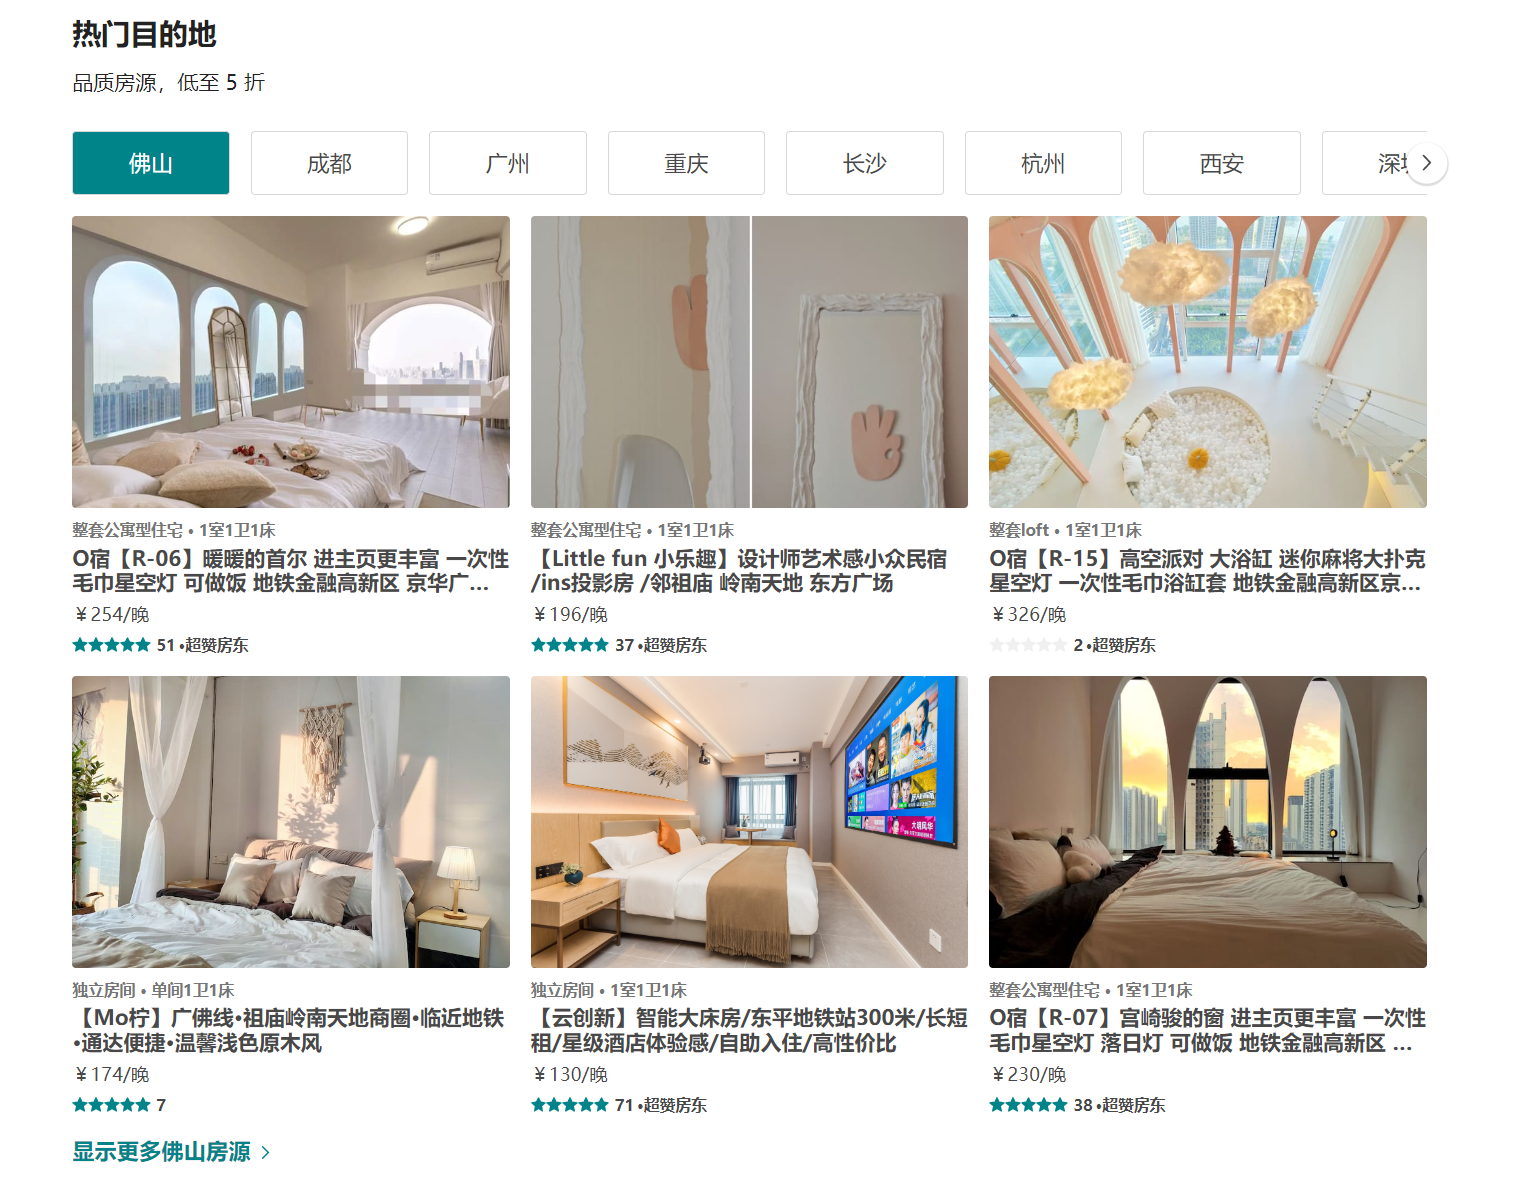 热门目的地
品质房源，低至 5 折
佛山
成都
广州
重庆
长沙
杭州
西安
整套公寓型住宅 • 1室1卫1床
O宿【R-06】暖暖的首尔 进主页更丰富 一次性
毛巾星空灯 可做饭 地铁金融高新区 京华广...
￥254/晚
51 •超赞房东
整套公寓型住宅 • 1室1卫1床
【Little fun 小乐趣】设计师艺术感小众民宿
/ins投影房 /邻祖庙 岭南天地 东方广场
￥196/晚
37 •超赞房东
整套loft • 1室1卫1床
O宿【R-15】高空派对 大浴缸 迷你麻将大扑克
星空灯 一次性毛巾浴缸套 地铁金融高新区京...
￥326/晚
2 •超赞房东
独立房间 • 单间1卫1床
【Mo柠】广佛线•祖庙岭南天地商圈•临近地铁
•通达便捷•温馨浅色原木风
￥174/晚
7
独立房间 • 1室1卫1床
【云创新】智能大床房/东平地铁站300米/长短
租/星级酒店体验感/自助入住/高性价比
￥130/晚
71 •超赞房东
整套公寓型住宅 • 1室1卫1床
O宿【R-07】宫崎骏的窗 进主页更丰富 一次性
毛巾星空灯 落日灯 可做饭 地铁金融高新区 ...
￥230/晚
38 •超赞房东
显示更多佛山房源